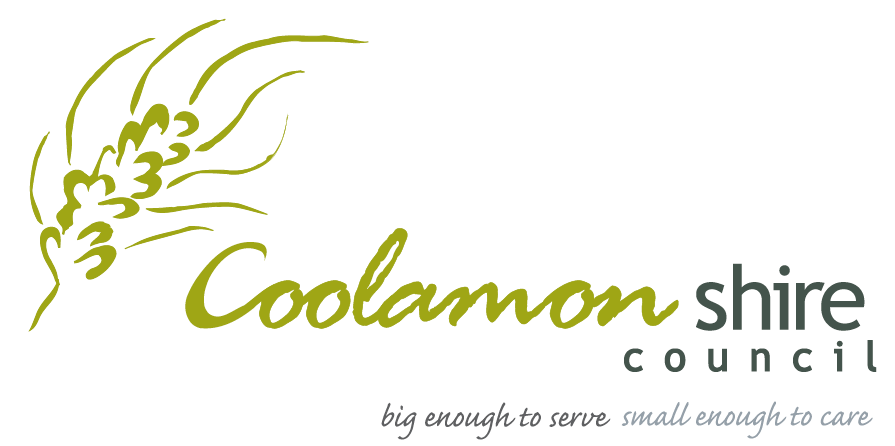 Coolamon shire
council
big enough to serve small enough to care